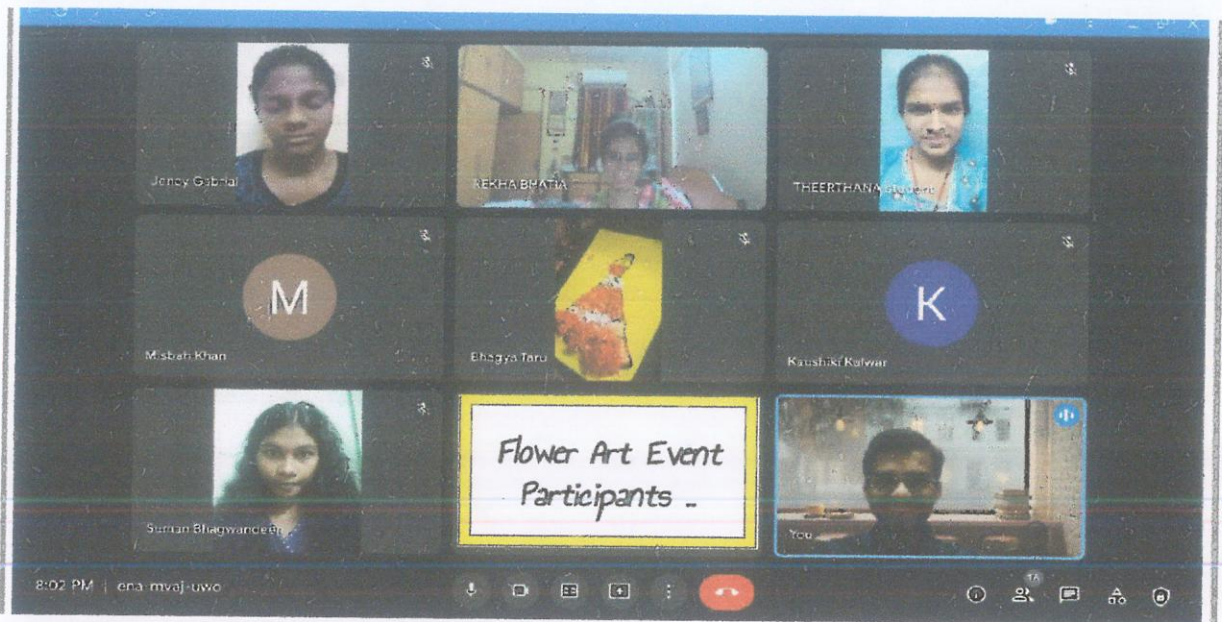 Jency Gabrial
REKHA BHATIA
THEERTHANA student
M
Misbah Khan
Bhagya Taru
K
Kaushiki Kalwar
Suman Bhagwandeen
Flower Art Event
Participants ..
You
8:02 PM | ena-mvaj-uwo
16